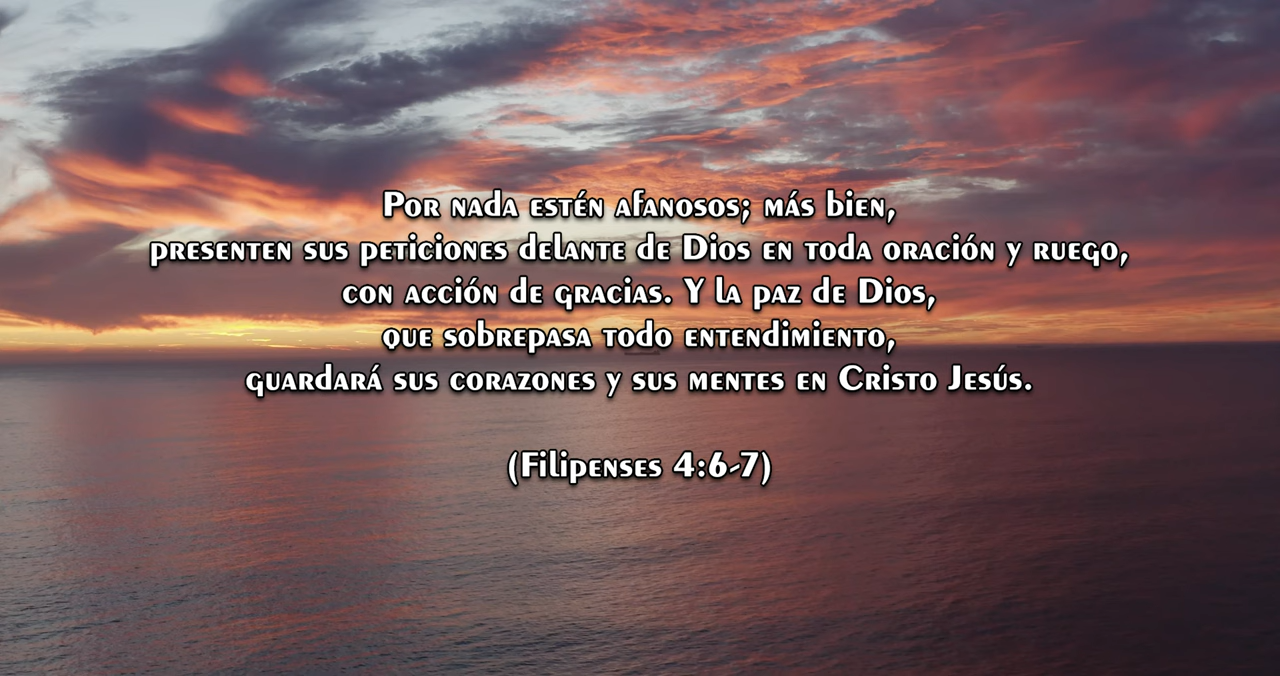 Por nada estén afanosos; más bien,
presenten sus peticiones delante de Dios en toda oración y ruego,
con acción de gracias. Y la paz de Dios,
que sobrepasa todo entendimiento,
guardará sus corazones y sus mentes en Cristo Jesús.
(Filipenses 4:6-7)